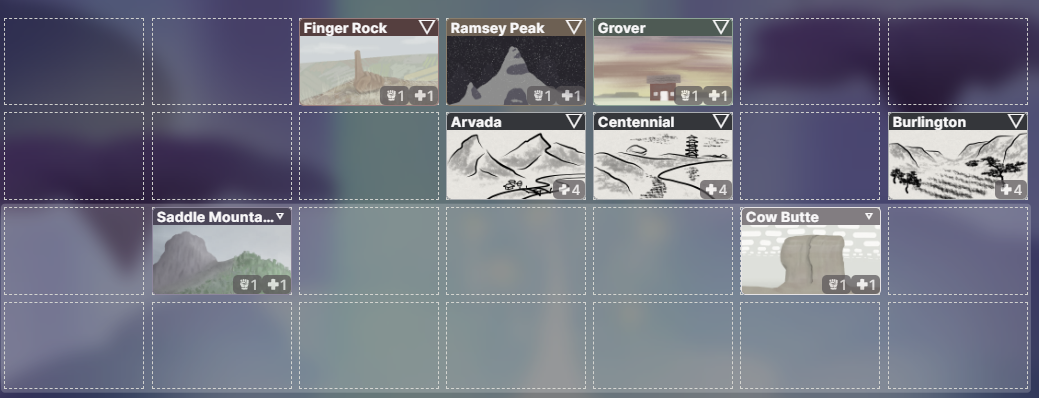 Finger Rock
1 1
Ramsey Peak
1 1
Grover
1 1
Arvada
4
Centennial
4
Burlington
4
Saddle Mounta...
1 1
Cow Butte
1 1